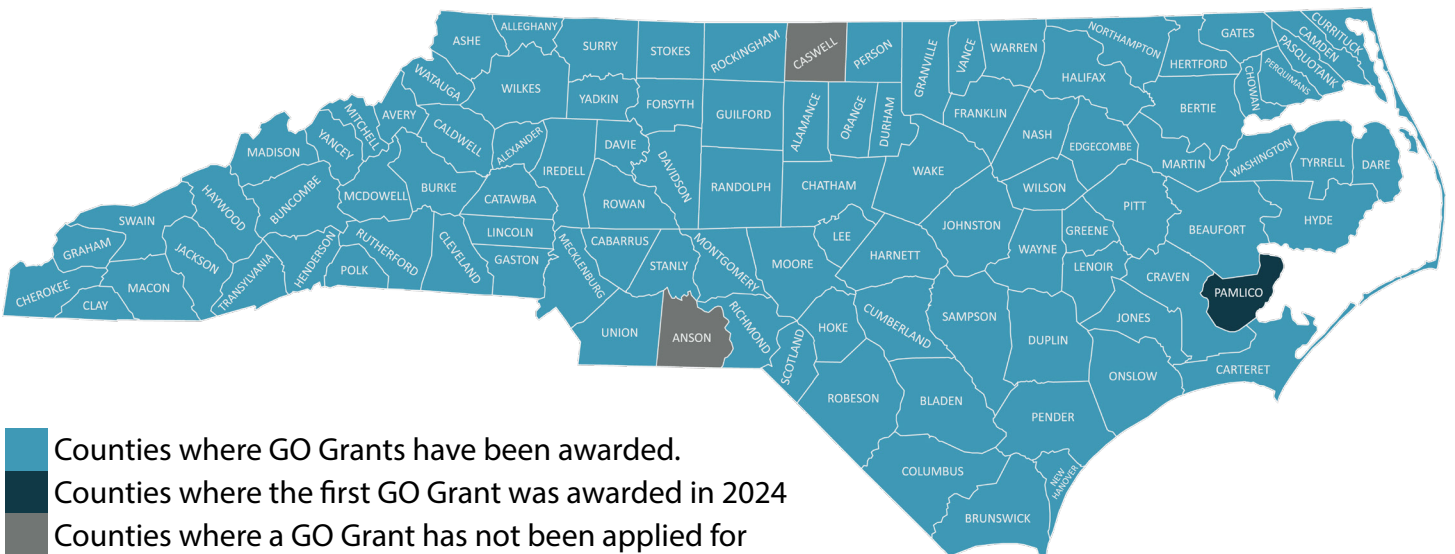 ALLEGHANY
ASHE
SURRY
STOKES
ROCKINGHAM
CASWELL
PERSON
GRANVILLE
VANCE
WARREN
NORTHAMPTON
GATES
CURRITUCK
CAMDEN
PASQUOTANK
PERQUIMANS
HERTFORD
CHOWAN
HALIFAX
WATAUGA
WILKES
YADKIN
FORSYTH
GUILFORD
ALAMANCE
ORANGE
DURHAM
FRANKLIN
BERTIE
MITCHELL
AVERY
YANCEY
CALDWELL
ALEXANDER
DAVIE
IREDELL
NASH
EDGECOMBE
MADISON
DAVIDSON
MARTIN
WASHINGTON
TYRRELL
DARE
WAKE
HAYWOOD
BUNCOMBE
MCDOWELL
BURKE
CATAWBA
ROWAN
RANDOLPH
CHATHAM
WILSON
PITT
SWAIN
HYDE
JOHNSTON
LINCOLN
GREENE
BEAUFORT
GRAHAM
JACKSON
HENDERSON
RUTHERFORD
CLEVELAND
CABARRUS
LEE
WAYNE
GASTON
MECKLENBURG
STANLY
MONTGOMERY
MOORE
HARNETT
LENOIR
CRAVEN
POLK
TRANSYLVANIA
CHEROKEE
MACON
CLAY
PAMLICO
UNION
ANSON
RICHMOND
SCOTLAND
HOKE
CUMBERLAND
SAMPSON
DUPLIN
JONES
ONSLOW
CARTERET
ROBESON
BLADEN
PENDER
COLUMBUS
NEW
HANOVER
BRUNSWICK
Counties where GO Grants have been awarded.
Counties where the first GO Grant was awarded in 2024
Counties where a GO Grant has not been applied for